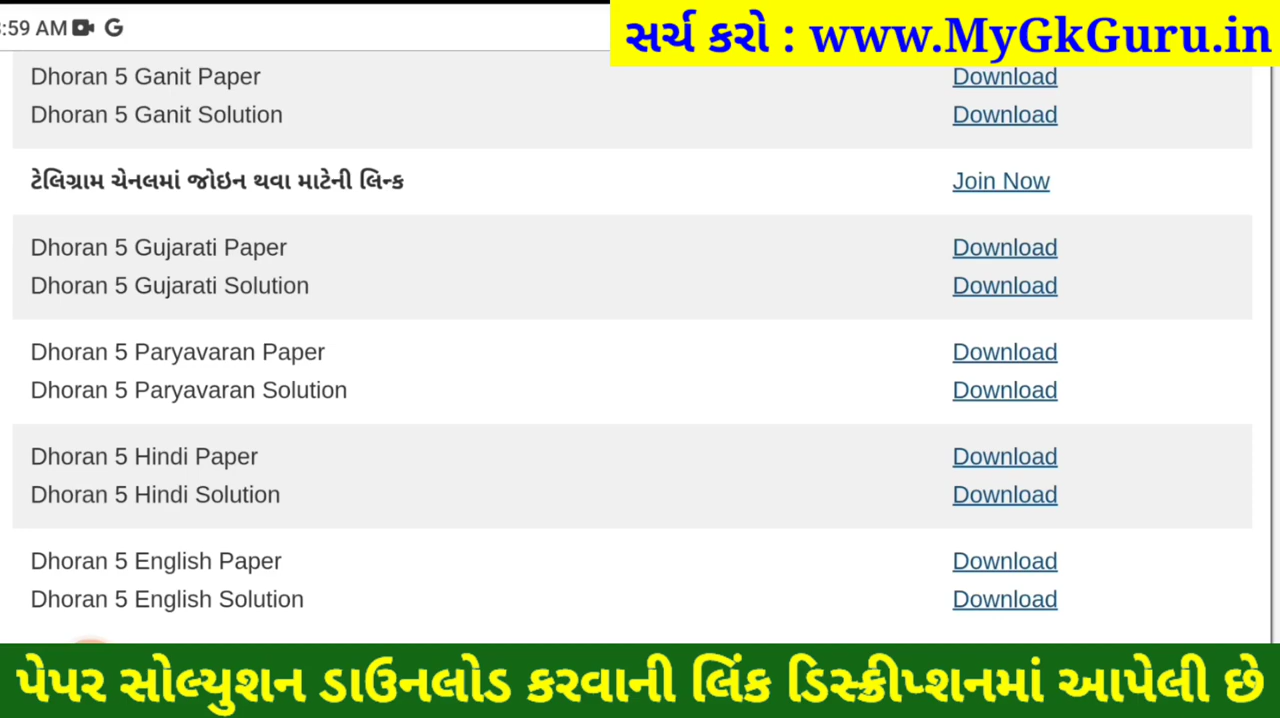 :59 AM
સર્ચ કરો : www.MyGkGuru.in
Dhoran 5 Ganit Paper Download
Dhoran 5 Ganit Solution Download
ટેલિગ્રામ ચેનલમાં જોઇન થવા માટેની લિન્ક Join Now
Dhoran 5 Gujarati Paper Download
Dhoran 5 Gujarati Solution Download
Dhoran 5 Paryavaran Paper Download
Dhoran 5 Paryavaran Solution Download
Dhoran 5 Hindi Paper Download
Dhoran 5 Hindi Solution Download
Dhoran 5 English Paper Download
Dhoran 5 English Solution Download
પેપર સોલ્યુશન ડાઉનલોડ કરવાની લિંક ડિસ્ક્રીપ્શનમાં આપેલી છે